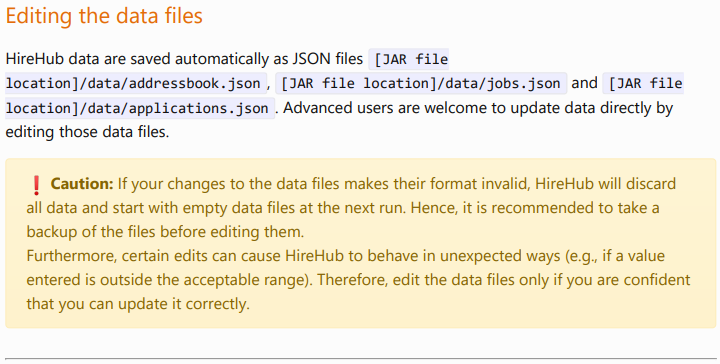 Editing the data files
HireHub data are saved automatically as JSON files [JAR file
location]/data/addressbook.json , [JAR file location]/data/jobs.json and [JAR file
location]/data/applications.json . Advanced users are welcome to update data directly by
editing those data files.
❗ Caution: If your changes to the data files makes their format invalid, HireHub will discard
all data and start with empty data files at the next run. Hence, it is recommended to take a
backup of the files before editing them.
Furthermore, certain edits can cause HireHub to behave in unexpected ways (e.g., if a value
entered is outside the acceptable range). Therefore, edit the data files only if you are confident
that you can update it correctly.